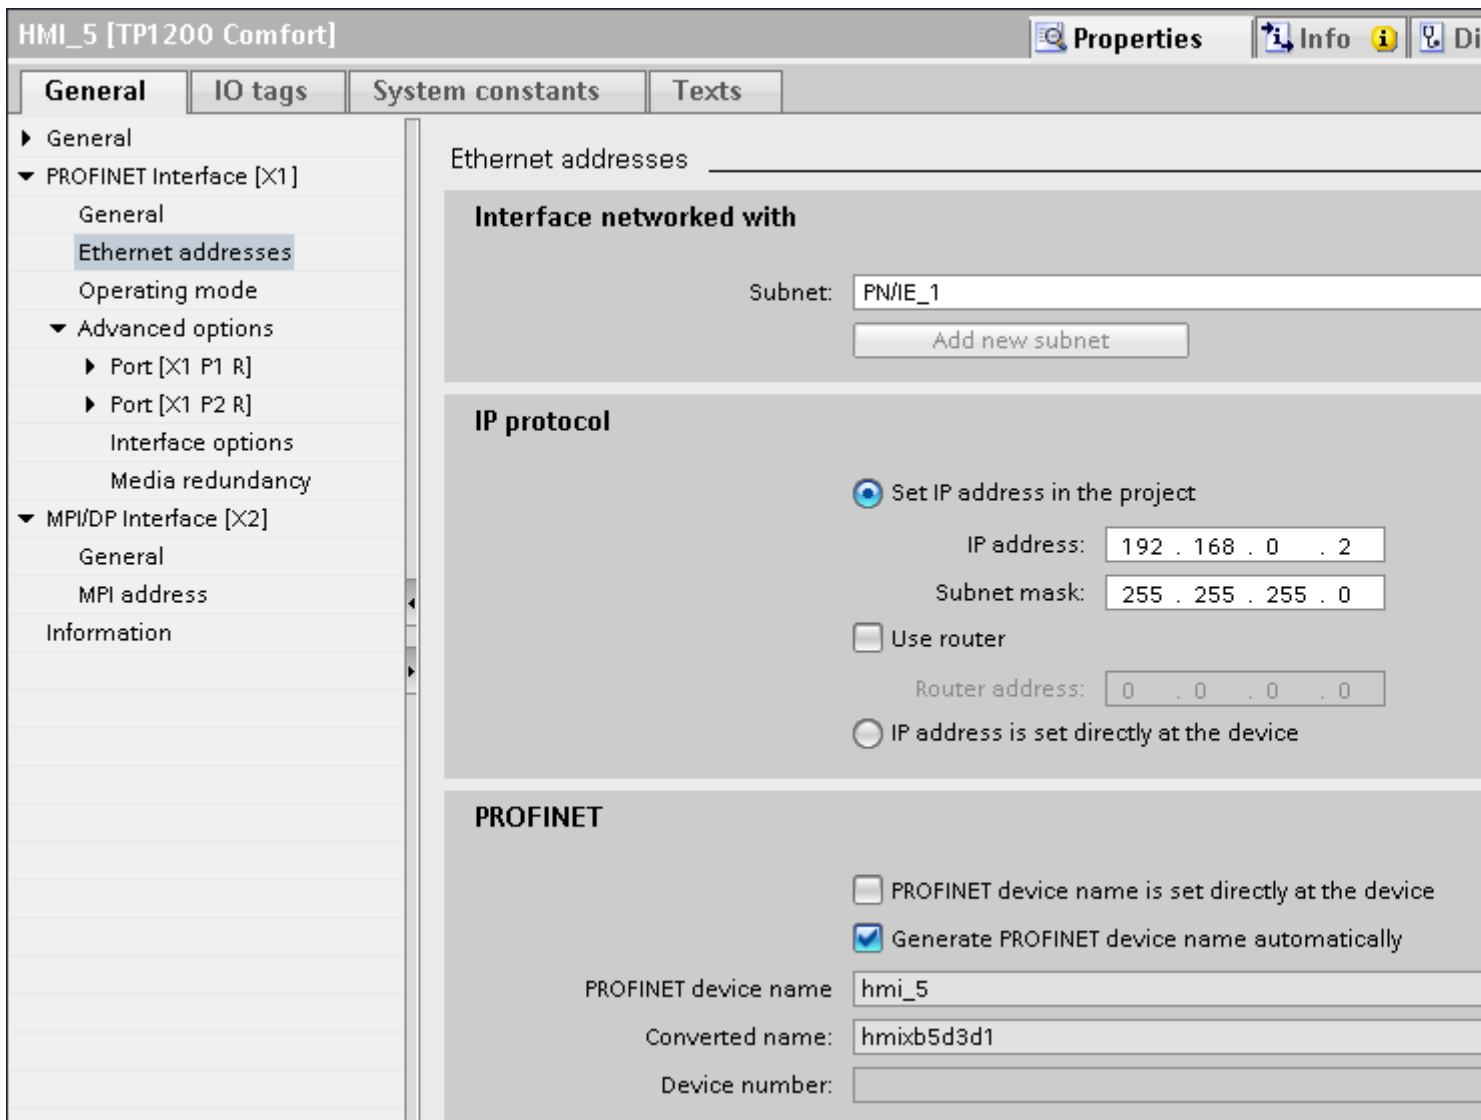 HMI_5 [TP1200 Comfort]
Properties
Info
Di
General
IO tags
System constants
Texts
General
PROFINET Interface [X1]
General
Ethernet addresses
Operating mode
Advanced options
Port [X1 P1 R]
Port [X1 P2 R]
Interface options
Media redundancy
MPI/DP Interface [X2]
General
MPI address
Information
Ethernet addresses
Interface networked with
Subnet: PN/IE_1
Add new subnet
IP protocol
Set IP address in the project
IP address: 192 . 168 . 0 . 2
Subnet mask: 255 . 255 . 255 . 0
Use router
Router address: 0 . 0 . 0 . 0
IP address is set directly at the device
PROFINET
PROFINET device name is set directly at the device
Generate PROFINET device name automatically
PROFINET device name hmi_5
Converted name: hmixb5d3d1
Device number: